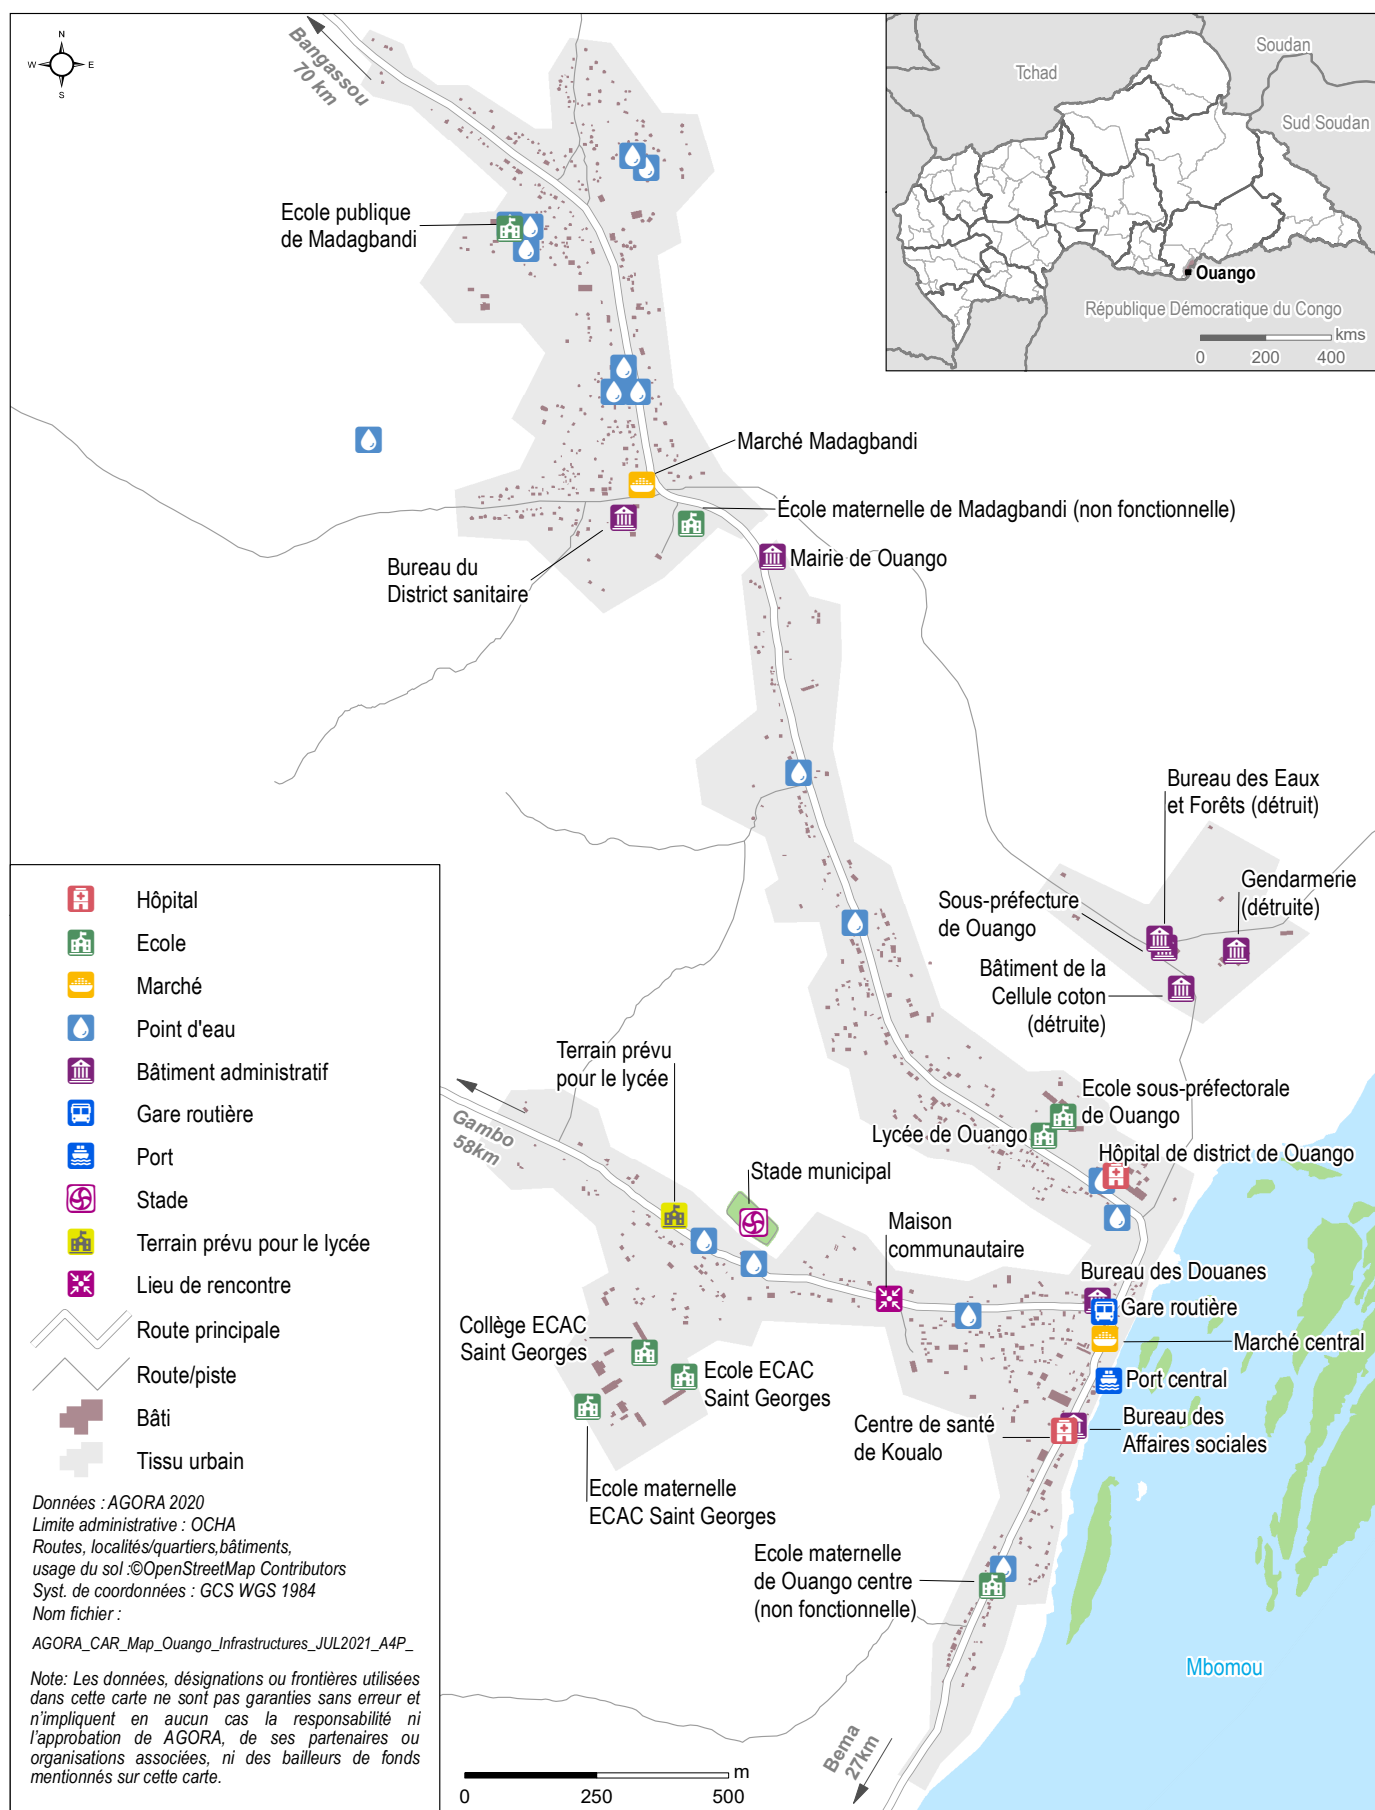 N
W
E
S
Bangassou
70 km
Tchad
Soudan
Sud Soudan
Ouango
République Démocratique du Congo
kms
0 200 400
Ecole publique
de Madagbandi
Marché Madagbandi
École maternelle de Madagbandi (non fonctionnelle)
Mairie de Ouango
Bureau du
District sanitaire
Bureau des Eaux
et Forêts (détruit)
Gendarmerie
(détruite)
Sous-préfecture
de Ouango
Bâtiment de la
Cellule coton
(détruite)
Terrain prévu
pour le lycée
Ecole sous-préfectorale
de Ouango
Lycée de Ouango
Hôpital de district de Ouango
Gambo
58km
Stade municipal
Maison
communautaire
Bureau des Douanes
Gare routière
Marché central
Collège ECAC
Saint Georges
Ecole ECAC
Saint Georges
Port central
Centre de santé
de Koualo
Bureau des
Affaires sociales
Ecole maternelle
ECAC Saint Georges
Ecole maternelle
de Ouango centre
(non fonctionnelle)
Mbomou
Bema
27km
m
0 250 500
Hôpital
Ecole
Marché
Point d'eau
Bâtiment administratif
Gare routière
Port
Stade
Terrain prévu pour le lycée
Lieu de rencontre
Route principale
Route/piste
Bâti
Tissu urbain
Données : AGORA 2020
Limite administrative : OCHA
Routes, localités/quartiers,bâtiments,
usage du sol :©OpenStreetMap Contributors
Syst. de coordonnées : GCS WGS 1984
Nom fichier :
AGORA_CAR_Map_Ouango_Infrastructures_JUL2021_A4P_
Note: Les données, désignations ou frontières utilisées
dans cette carte ne sont pas garanties sans erreur et
n'impliquent en aucun cas la responsabilité ni
l'approbation de AGORA, de ses partenaires ou
organisations associées, ni des bailleurs de fonds
mentionnés sur cette carte.